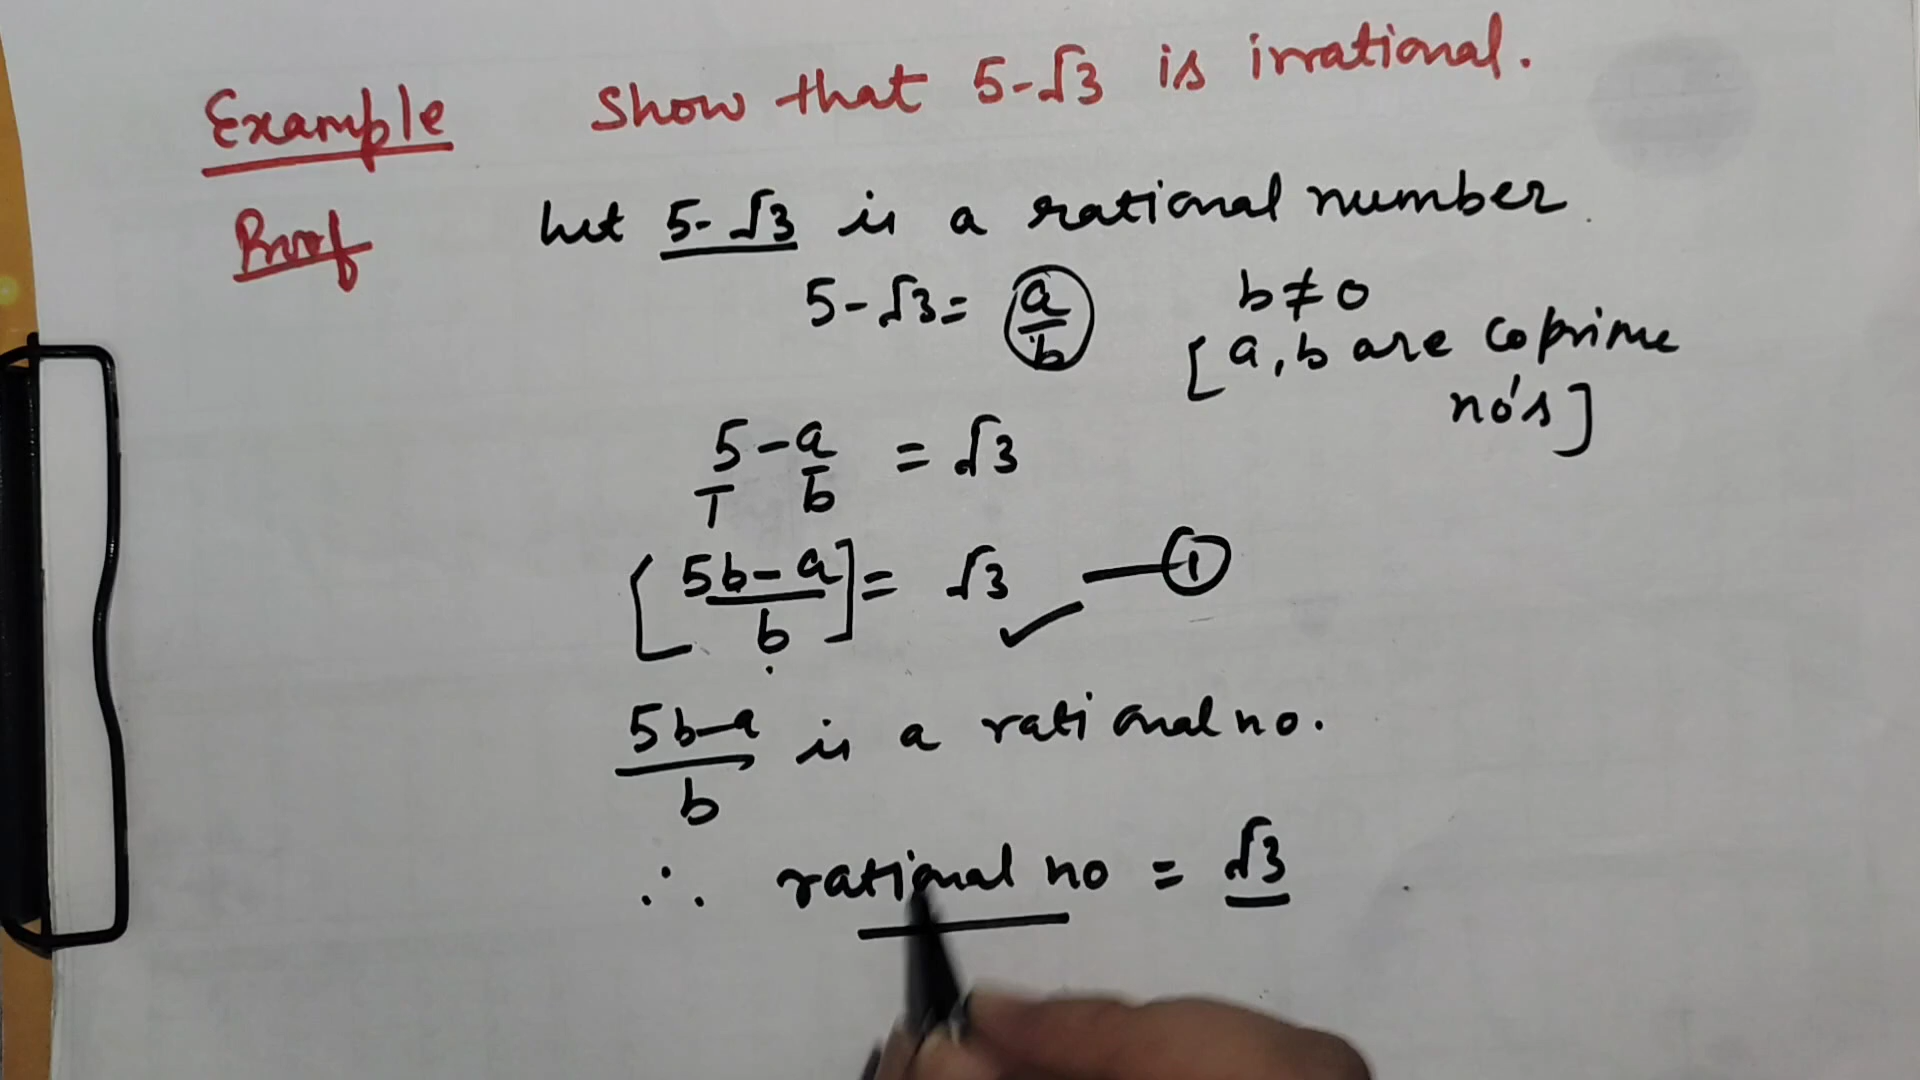 Example Show that 5-√3 is irrational.
Proof Let 5-√3 is a rational number.
5-√3 = a/b b≠0
[a, b are coprime
no's]
5/1 - a/b = √3
[5b-a/b] = √3 ✓ — ①
5b-a/b is a rational no.
∴ rational no = √3